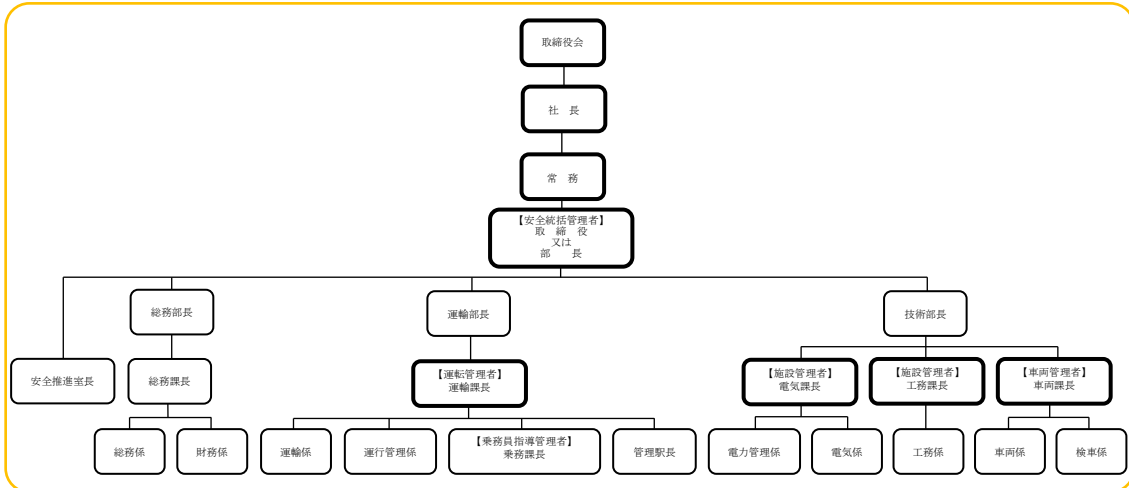 取締役会
社　長
常　務
【安全統括管理者】
取　締　役
又は
部　　長
総務部長
運輸部長
技術部長
安全推進室長
総務課長
【運転管理者】
運輸課長
【施設管理者】
電気課長
【施設管理者】
工務課長
【車両管理者】
車両課長
総務係
財務係
運輸係
運行管理係
【乗務員指導管理者】
乗務課長
管理駅長
電力管理係
電気係
工務係
車両係
検車係